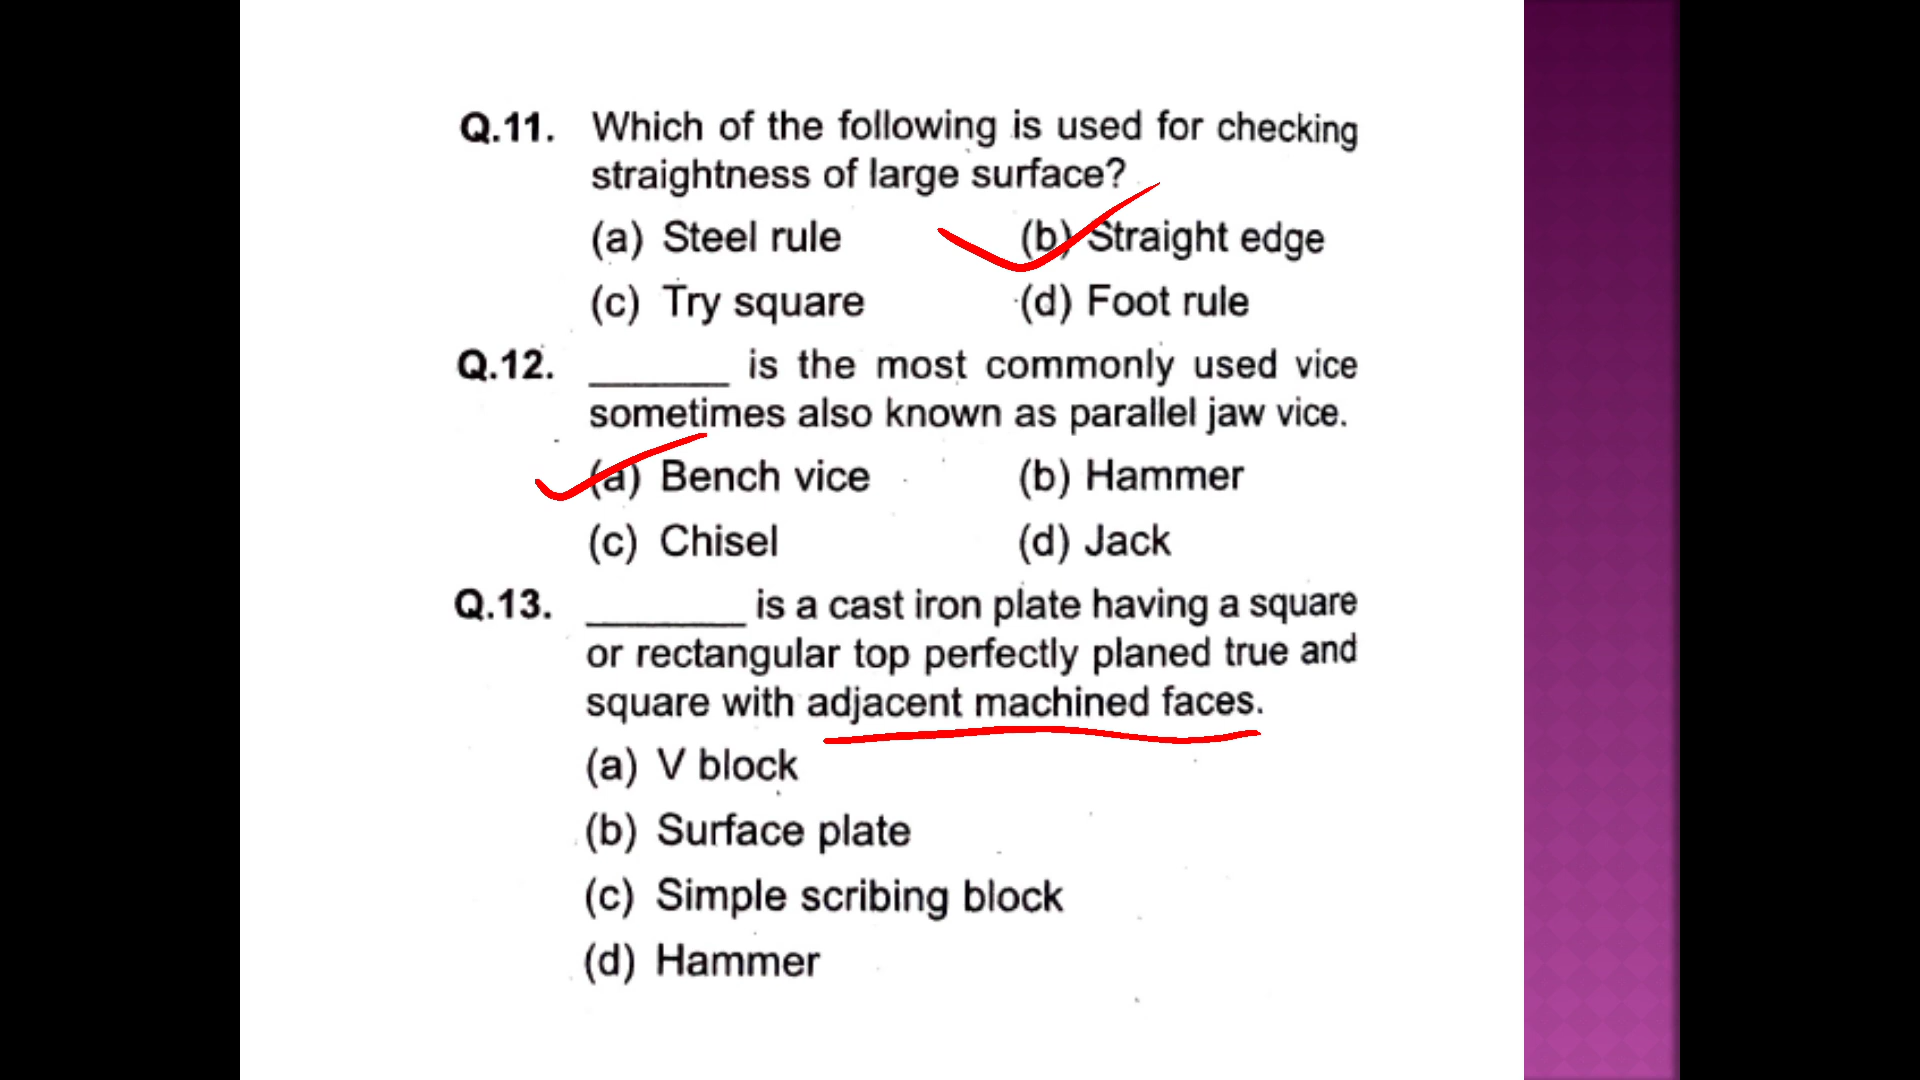 Q.11. Which of the following is used for checking
straightness of large surface?
(a) Steel rule (b) Straight edge
(c) Try square (d) Foot rule
Q.12. _______ is the most commonly used vice
sometimes also known as parallel jaw vice.
(a) Bench vice (b) Hammer
(c) Chisel (d) Jack
Q.13. ________ is a cast iron plate having a square
or rectangular top perfectly planed true and
square with adjacent machined faces.
(a) V block
(b) Surface plate
(c) Simple scribing block
(d) Hammer